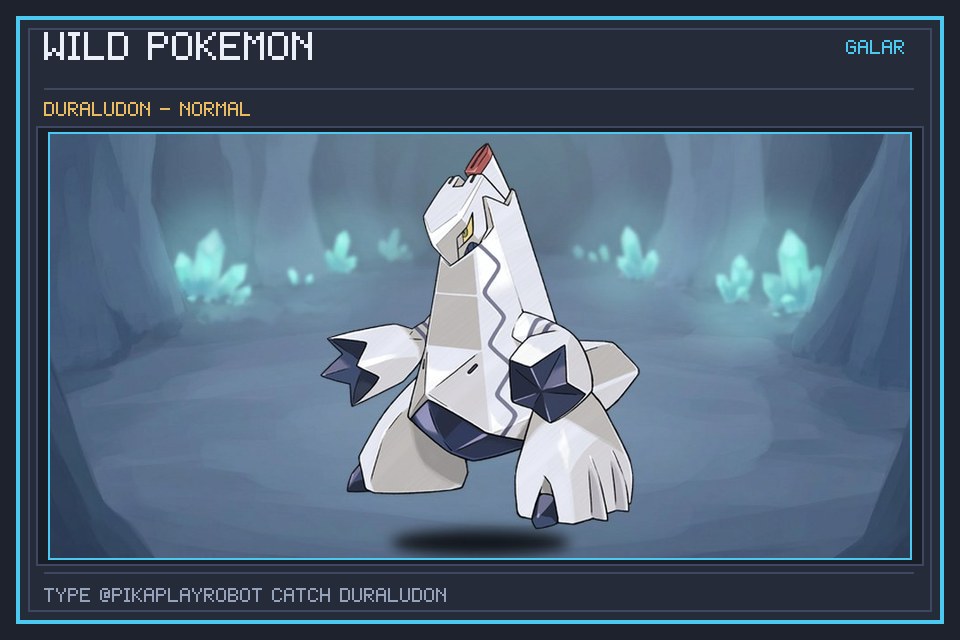 WILD POKEMON
GALAR
DURALUDON - NORMAL
TYPE @PIKAPLAYROBOT CATCH DURALUDON